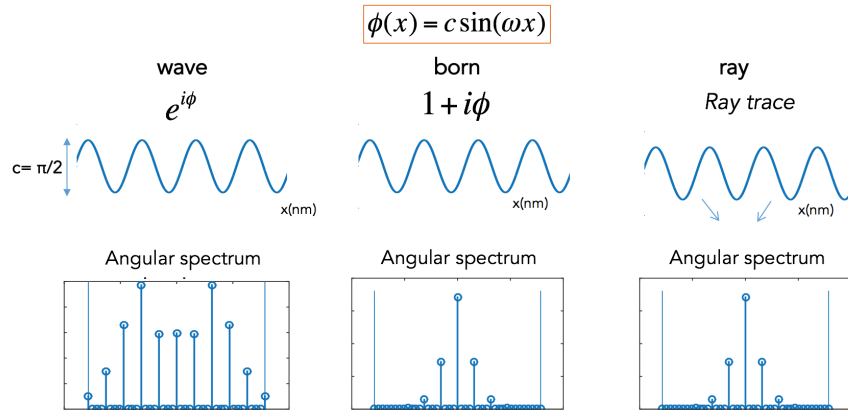 ϕ(x) = c sin(ωx)
wave
born
ray
e^{iϕ}
1 + iϕ
Ray trace
c= π/2
x(nm)
x(nm)
x(nm)
Angular spectrum
Angular spectrum
Angular spectrum